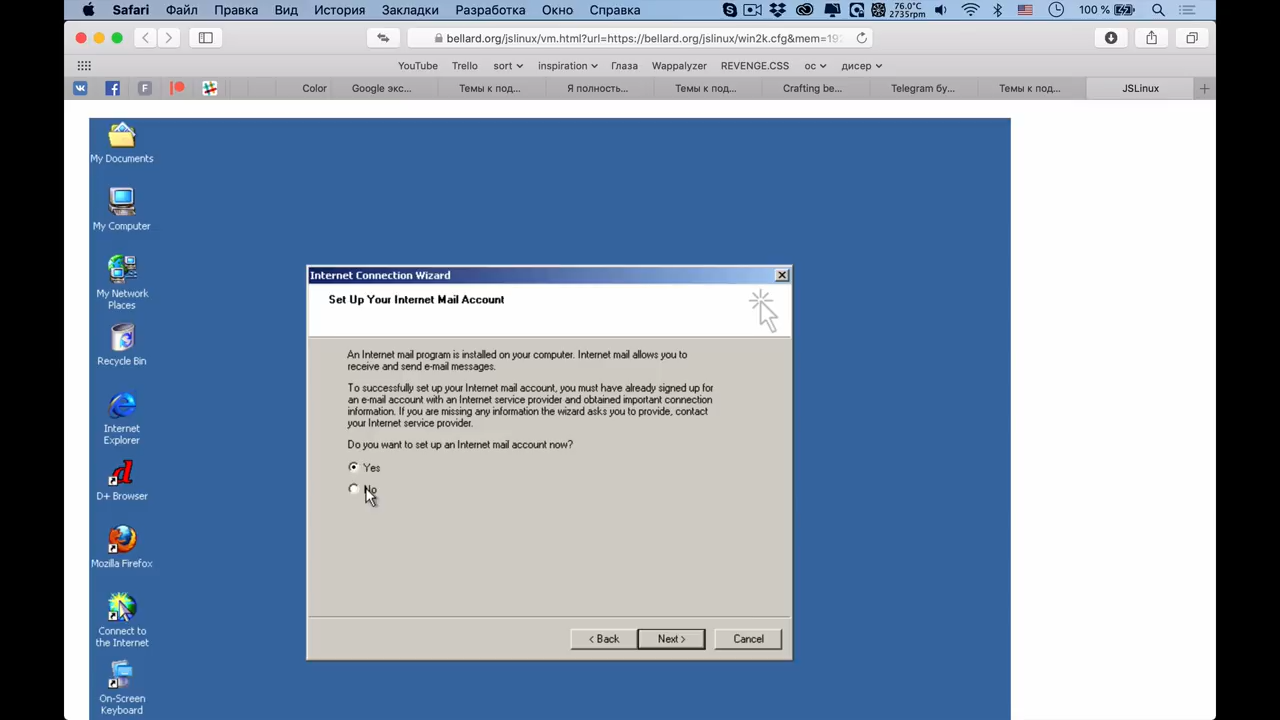 Safari Файл Правка Вид История Закладки Разработка Окно Справка 76.0°C 2735rpm 100 %
bellard.org/jslinux/vm.html?url=https://bellard.org/jslinux/win2k.cfg&mem=19
YouTube Trello sort inspiration Глаза Wappalyzer REVENGE.CSS ос дисер
F Color Google экс... Темы к под... Я полность... Темы к под... Crafting be... Telegram бу... Темы к под... JSLinux
My Documents
My Computer
My Network
Places
Recycle Bin
Internet
Explorer
D+ Browser
Mozilla Firefox
Connect to
the Internet
On-Screen
Keyboard
Internet Connection Wizard
Set Up Your Internet Mail Account
An Internet mail program is installed on your computer. Internet mail allows you to
receive and send e-mail messages.
To successfully set up your Internet mail account, you must have already signed up for
an e-mail account with an Internet service provider and obtained important connection
information. If you are missing any information the wizard asks you to provide, contact
your Internet service provider.
Do you want to set up an Internet mail account now?
Yes
No
< Back Next > Cancel